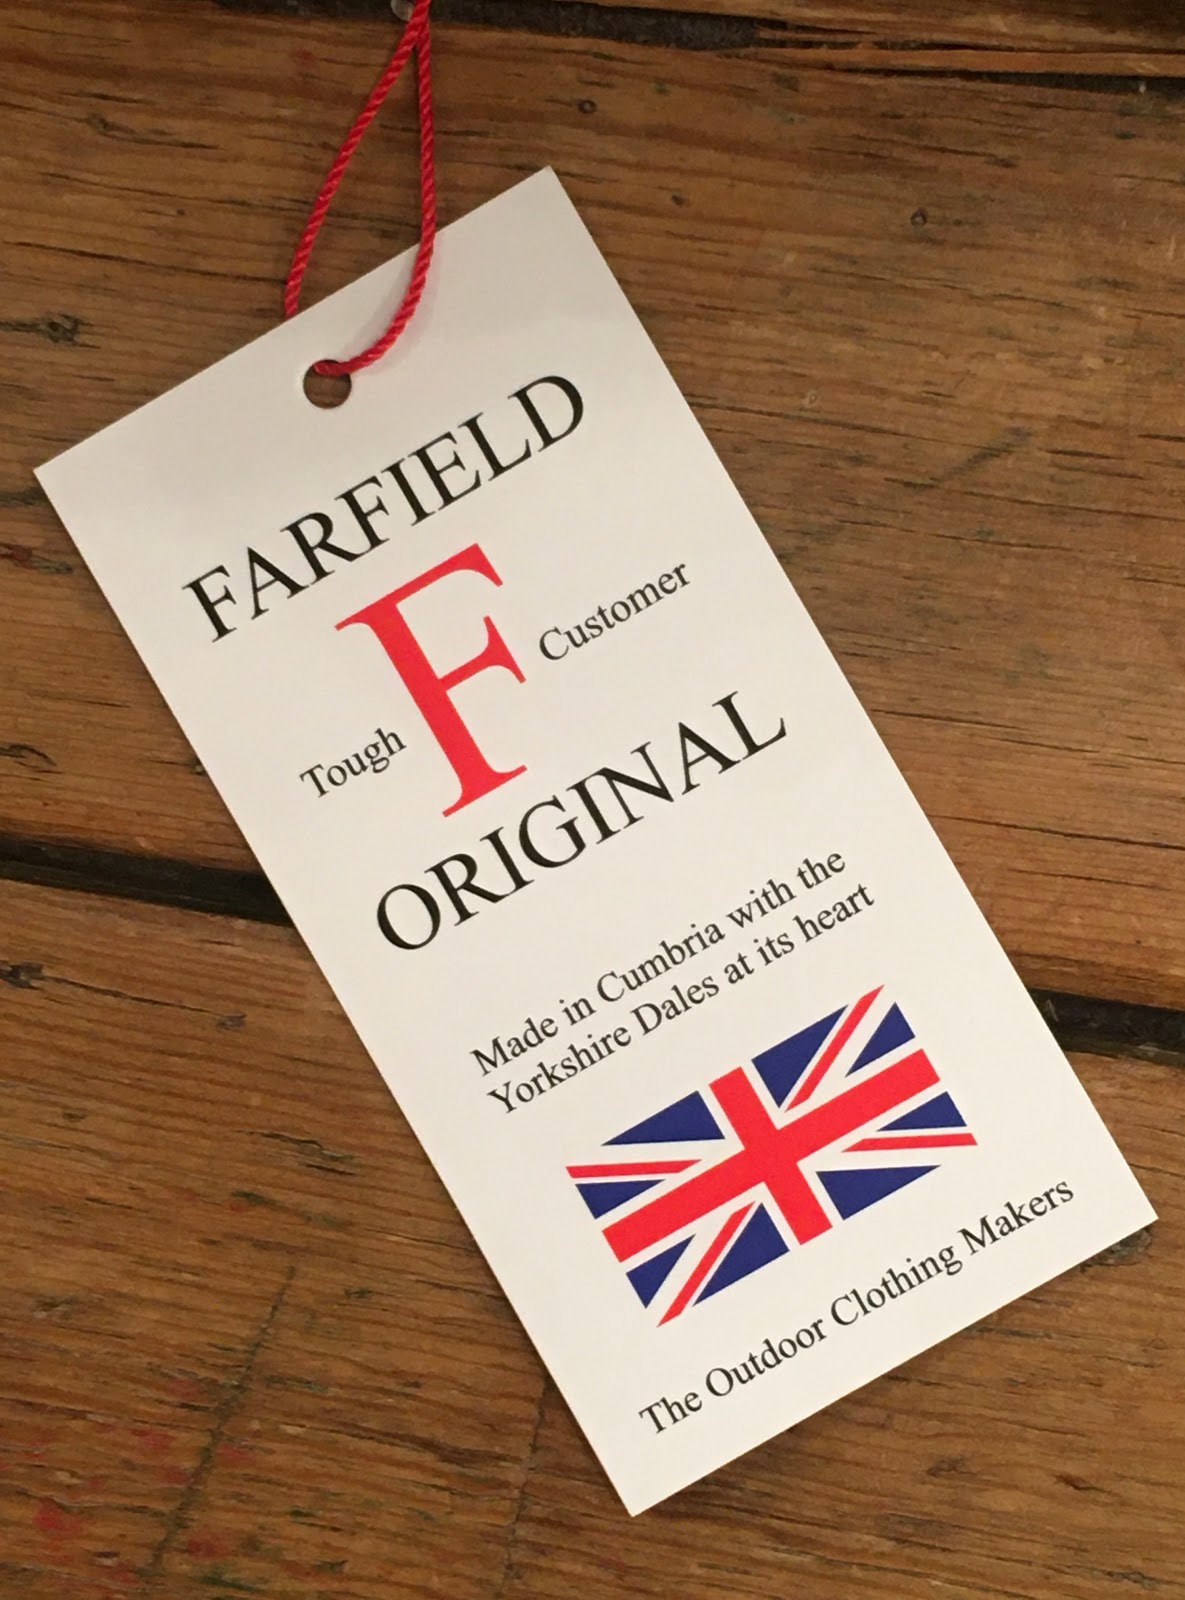 FARFIELD
Tough F Customer
ORIGINAL
Made in Cumbria with the
Yorkshire Dales at its heart
The Outdoor Clothing Makers